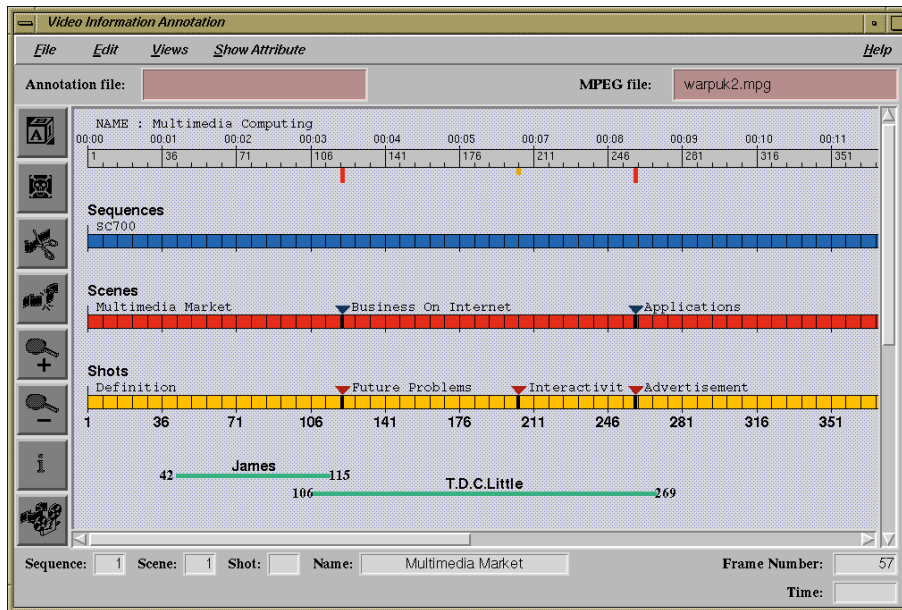 Video Information Annotation
File Edit Views Show Attribute Help
Annotation file: MPEG file: warpuk2.mpg
NAME : Multimedia Computing
00:00 00:01 00:02 00:03 00:04 00:05 00:07 00:08 00:09 00:10 00:11
1 36 71 106 141 176 211 246 281 316 351
Sequences
SC700
Scenes
Multimedia Market Business On Internet Applications
Shots
Definition Future Problems Interactivit Advertisement
1 36 71 106 141 176 211 246 281 316 351
James
42 115
T.D.C.Little
106 269
A
+
−
i
Sequence: 1 Scene: 1 Shot: Name: Multimedia Market Frame Number: 57
Time: